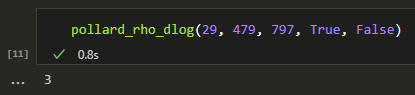 pollard_rho_dlog(29, 479, 797, True, False)
[11] ✓ 0.8s
... 3